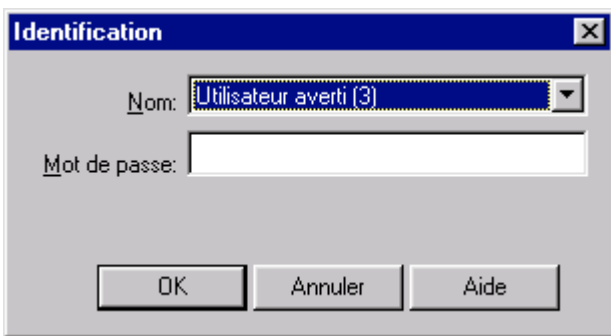 Identification
Nom: Utilisateur averti (3)
Mot de passe:
OK Annuler Aide